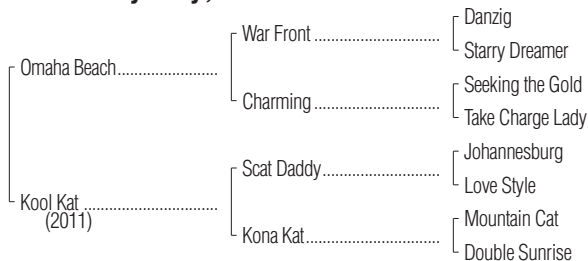 War Front
Danzig
Starry Dreamer
Omaha Beach
Charming
Seeking the Gold
Take Charge Lady
Scat Daddy
Johannesburg
Love Style
Kool Kat
(2011)
Kona Kat
Mountain Cat
Double Sunrise